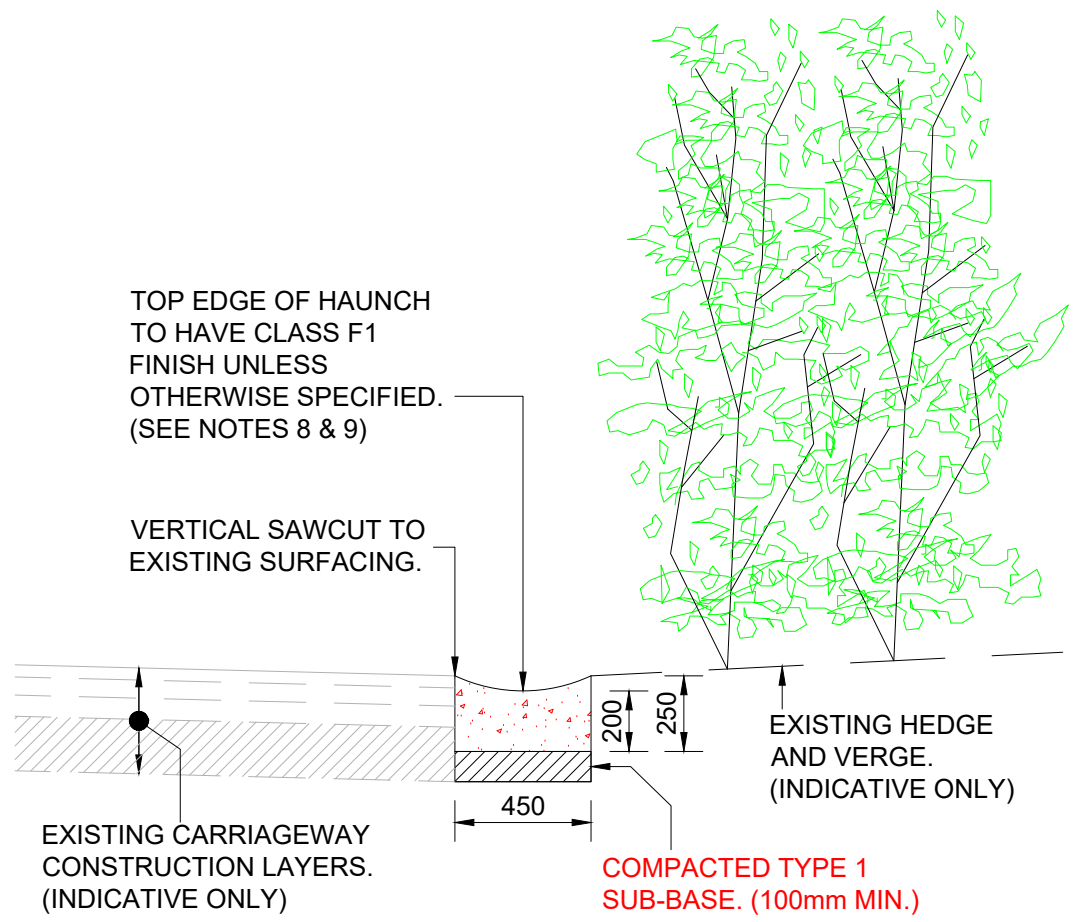 TOP EDGE OF HAUNCH
TO HAVE CLASS F1
FINISH UNLESS
OTHERWISE SPECIFIED.
(SEE NOTES 8 & 9)
VERTICAL SAWCUT TO
EXISTING SURFACING.
200
250
450
EXISTING HEDGE
AND VERGE.
(INDICATIVE ONLY)
EXISTING CARRIAGEWAY
CONSTRUCTION LAYERS.
(INDICATIVE ONLY)
COMPACTED TYPE 1
SUB-BASE. (100mm MIN.)